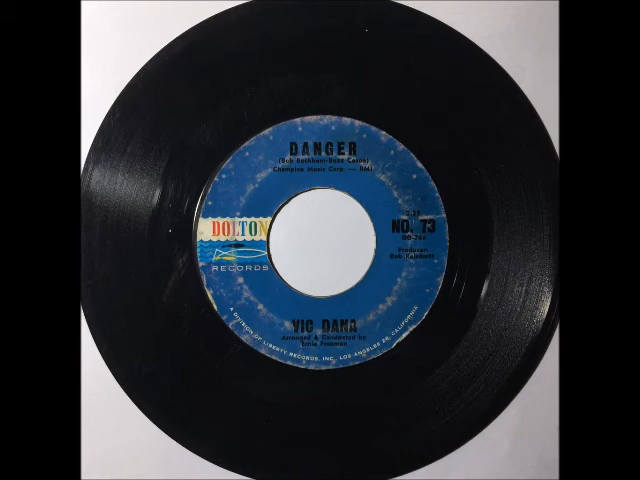 DANGER
(Bob Beckham-Buzz Cason)
Champion Music Corp. — BMI
DOLTON
RECORDS
NO. 73
Producer:
Bob Reisdorff
VIC DANA
Arranged & Conducted by
Ernie Freeman
A DIVISION OF LIBERTY RECORDS, INC., LOS ANGELES 28, CALIFORNIA